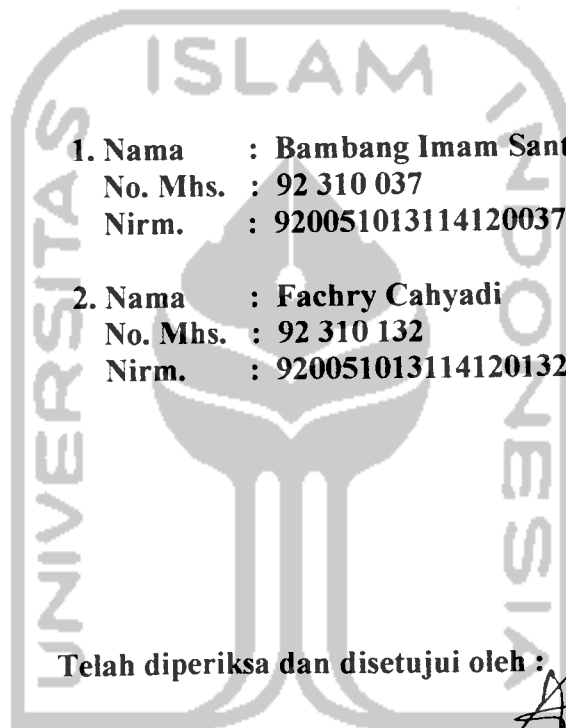 ISLAM
UNIVERSITAS
INDONESIA
1. Nama : Bambang Imam Sant
No. Mhs. : 92 310 037
Nirm. : 920051013114120037
2. Nama : Fachry Cahyadi
No. Mhs. : 92 310 132
Nirm. : 920051013114120132
Telah diperiksa dan disetujui oleh :